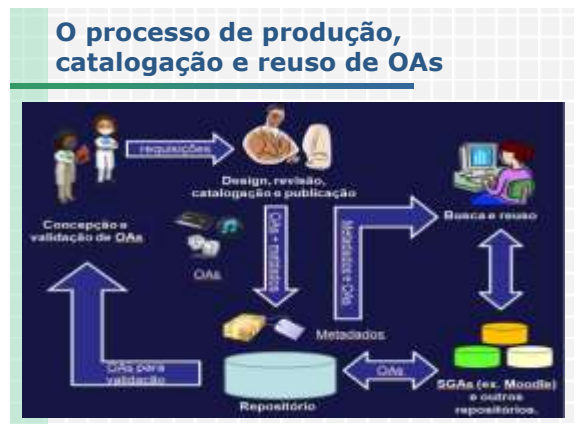 O processo de produção,
catalogação e reuso de OAs
requisições
Design, revisão,
catalogação e publicação
Concepção e
validação de OAs
OAs
OAs + metadados
Metadados e OAs
Busca e reuso
Metadados
OAs para
validação
Repositório
OAs
SGAs (ex. Moodle)
e outros
repositórios.